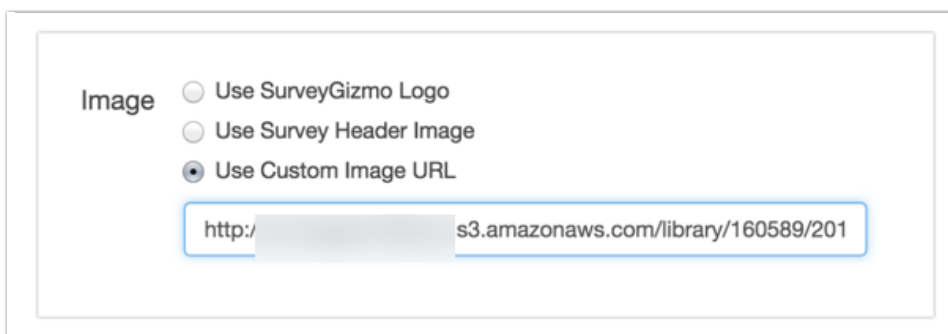 Image
Use SurveyGizmo Logo
Use Survey Header Image
Use Custom Image URL
http:/ s3.amazonaws.com/library/160589/201